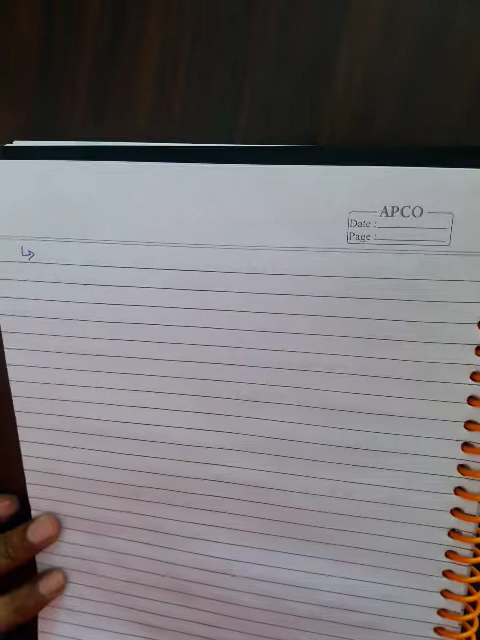 APCO
Date :
Page :
↳